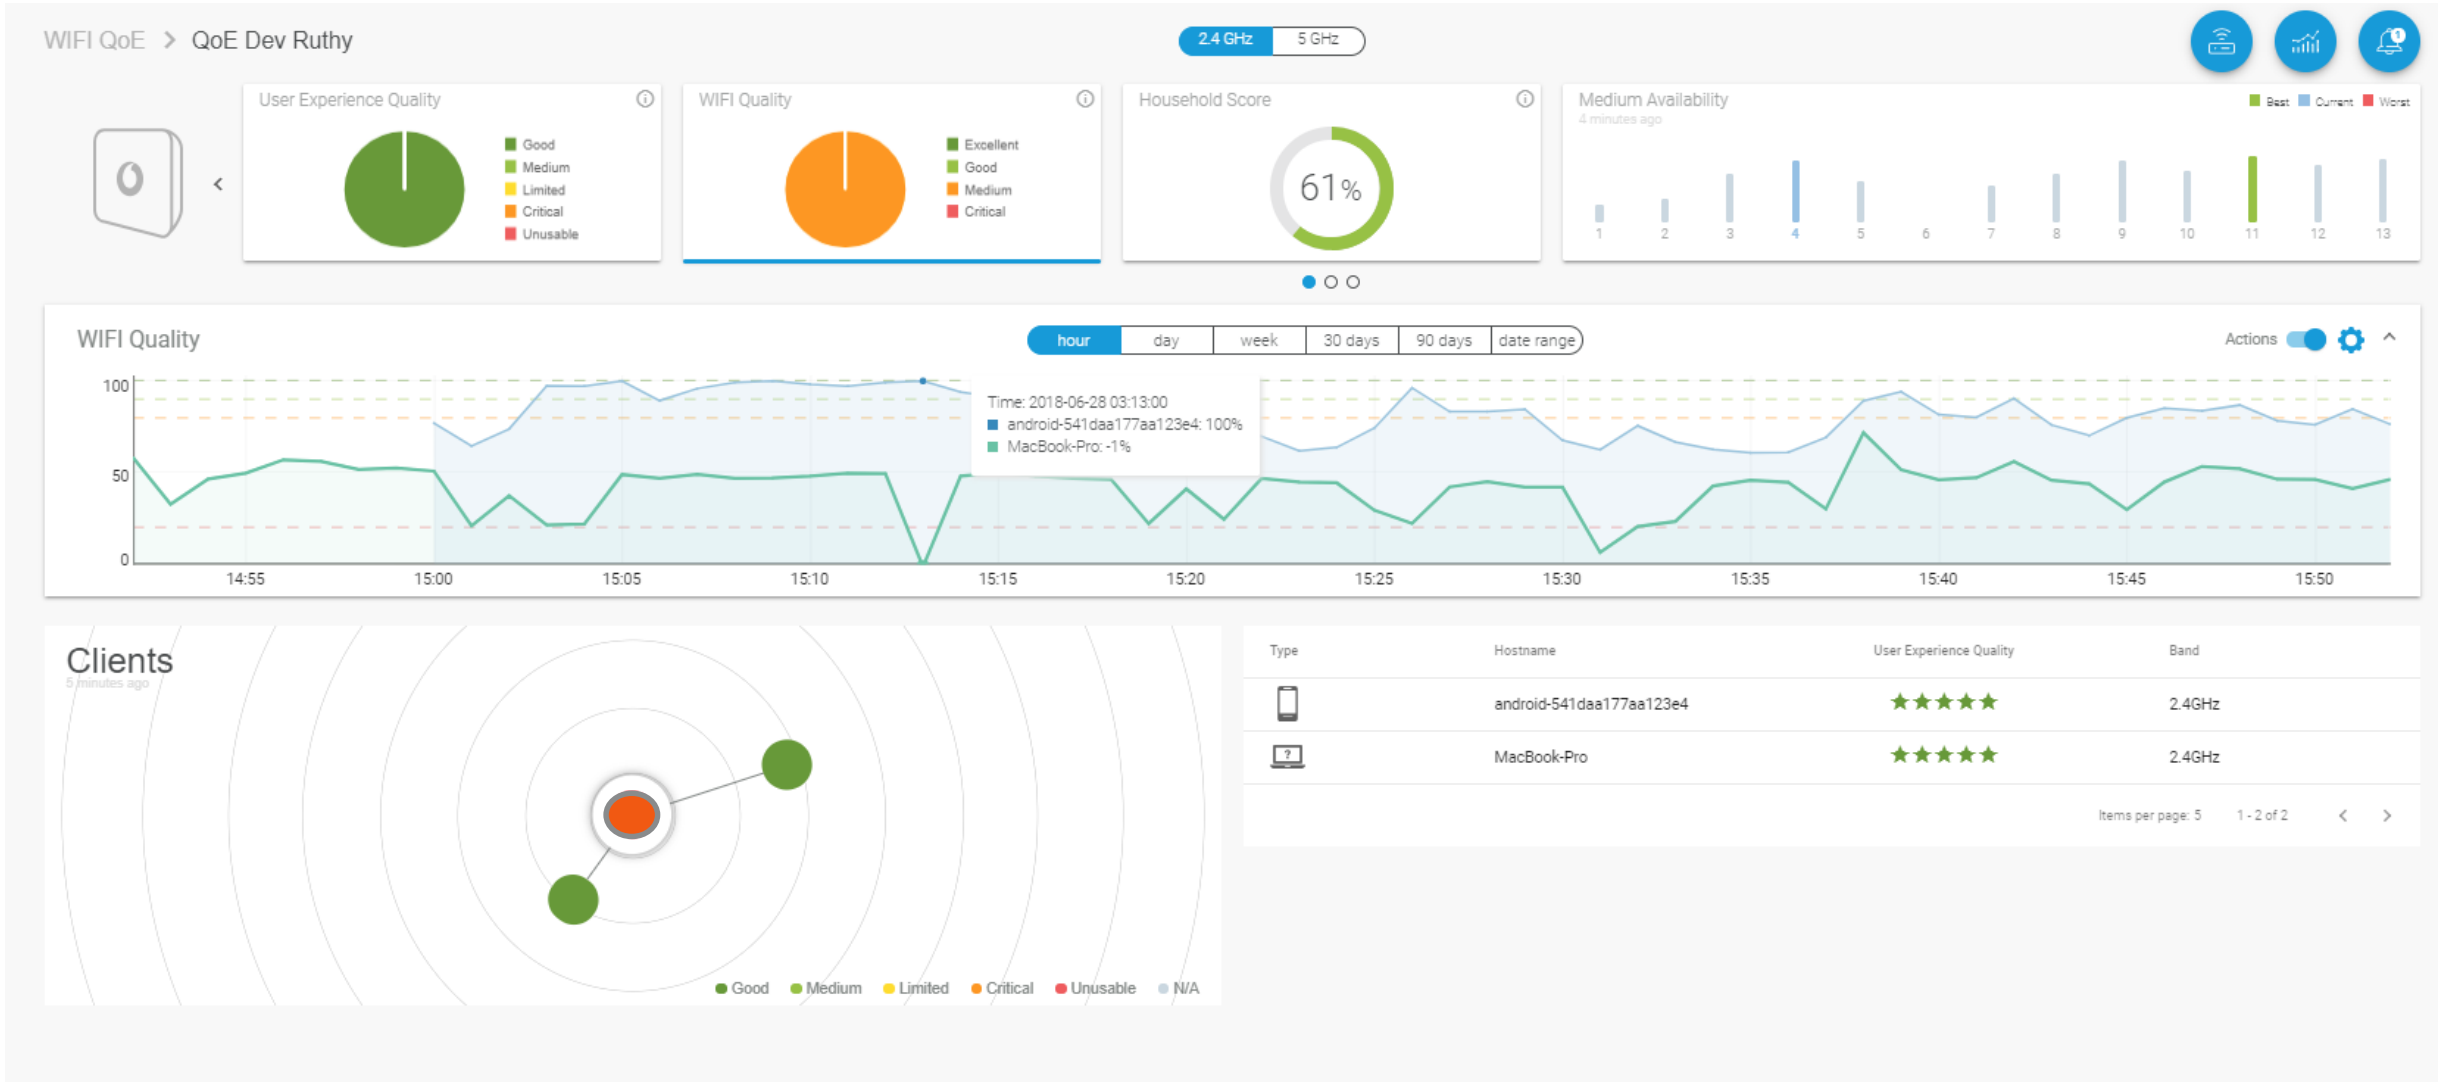 WIFI QoE > QoE Dev Ruthy
2.4 GHz 5 GHz
1
User Experience Quality
Good
Medium
Limited
Critical
Unusable
WIFI Quality
Excellent
Good
Medium
Critical
Household Score
61%
Medium Availability
4 minutes ago
Best Current Worst
1 2 3 4 5 6 7 8 9 10 11 12 13
WIFI Quality
hour day week 30 days 90 days date range
Actions
100
50
0
Time: 2018-06-28 03:13:00
android-541daa177aa123e4: 100%
MacBook-Pro: -1%
14:55 15:00 15:05 15:10 15:15 15:20 15:25 15:30 15:35 15:40 15:45 15:50
Clients
5 minutes ago
Good Medium Limited Critical Unusable N/A
Type Hostname User Experience Quality Band
android-541daa177aa123e4 2.4GHz
? MacBook-Pro 2.4GHz
Items per page: 5 1 - 2 of 2